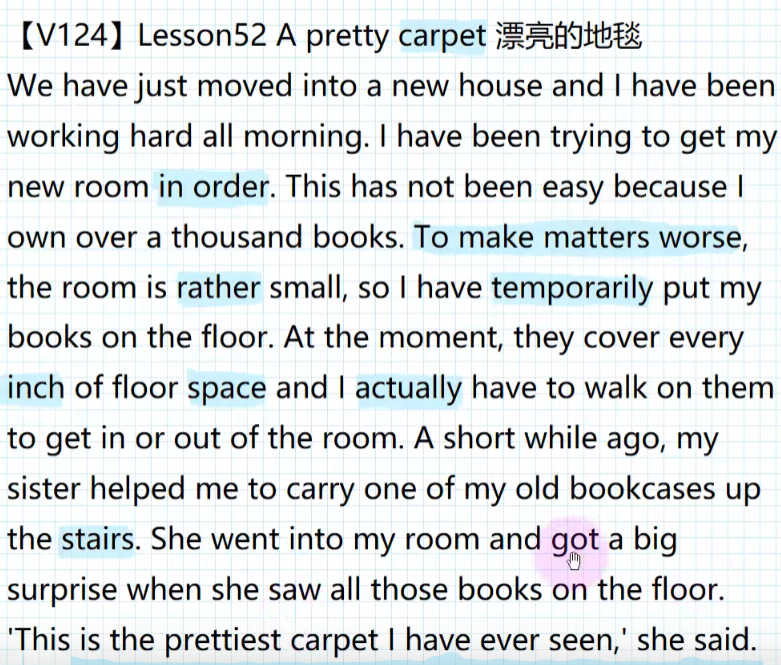 【V124】Lesson52 A pretty carpet 漂亮的地毯
We have just moved into a new house and I have been
working hard all morning. I have been trying to get my
new room in order. This has not been easy because I
own over a thousand books. To make matters worse,
the room is rather small, so I have temporarily put my
books on the floor. At the moment, they cover every
inch of floor space and I actually have to walk on them
to get in or out of the room. A short while ago, my
sister helped me to carry one of my old bookcases up
the stairs. She went into my room and got a big
surprise when she saw all those books on the floor.
'This is the prettiest carpet I have ever seen,' she said.